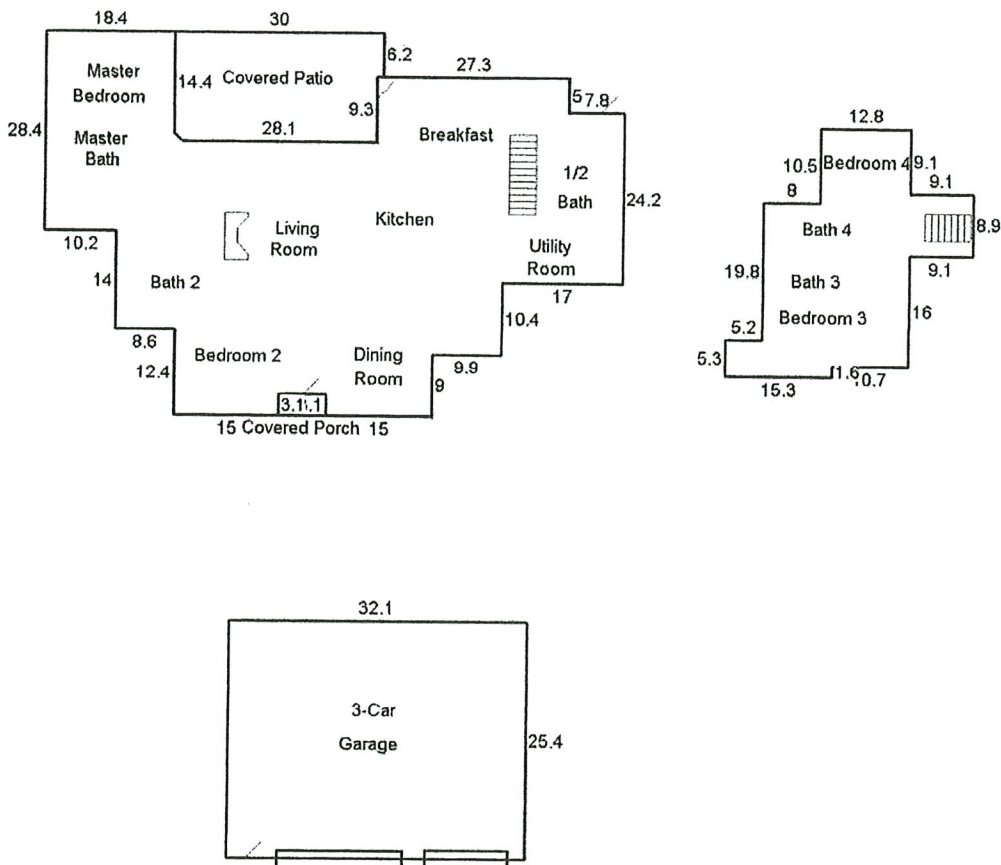 18.4
30
6.2
Master
Bedroom
14.4
Covered Patio
27.3
5
7.8
9.3
28.4
Master
Bath
28.1
Breakfast
1/2
Bath
24.2
Kitchen
Living
Room
10.2
Utility
Room
14
Bath 2
17
10.4
8.6
Bedroom 2
Dining
Room
9.9
12.4
9
3.1
15 Covered Porch 15
12.8
10.5
Bedroom 4
9.1
9.1
8
Bath 4
8.9
9.1
19.8
Bath 3
Bedroom 3
16
5.2
5.3
1.6
10.7
15.3
32.1
3-Car
Garage
25.4